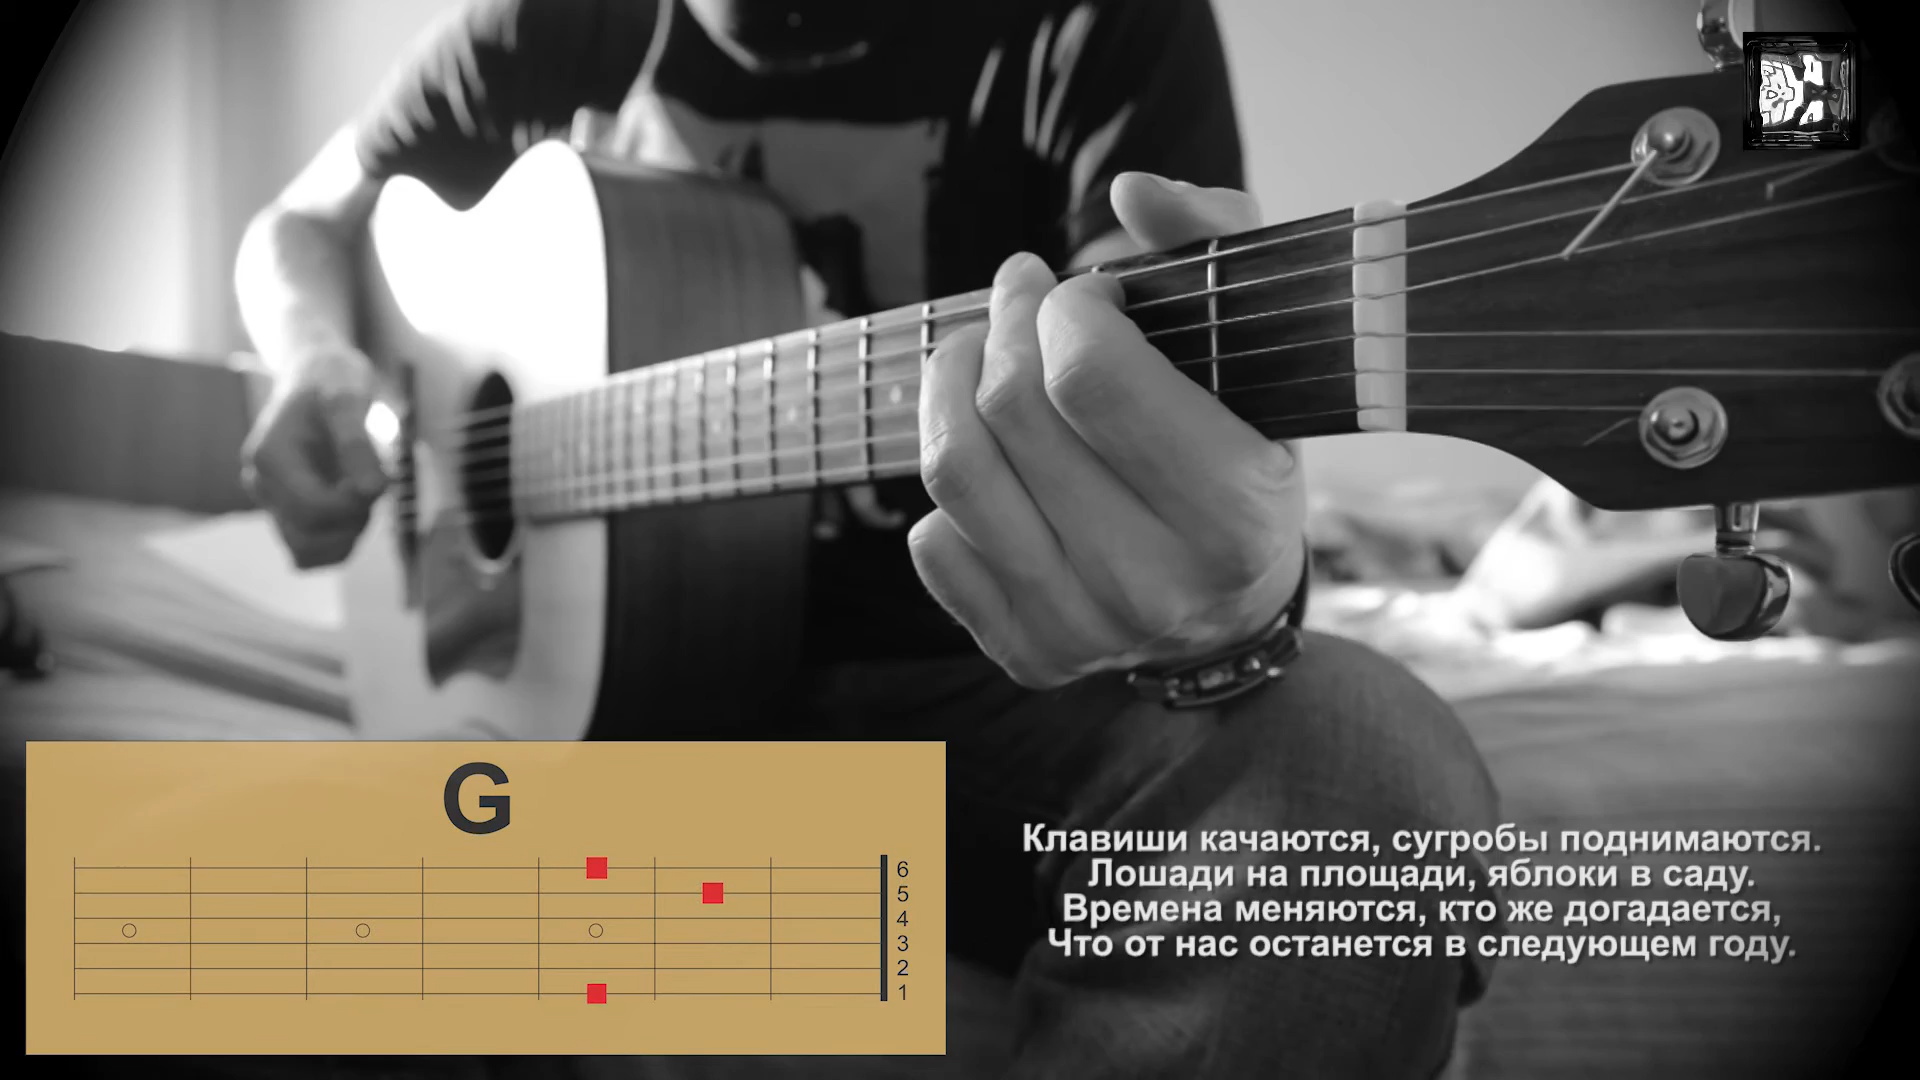 G
6
5
4
3
2
1
Клавиши качаются, сугробы поднимаются.
Лошади на площади, яблоки в саду.
Времена меняются, кто же догадается,
Что от нас останется в следующем году.